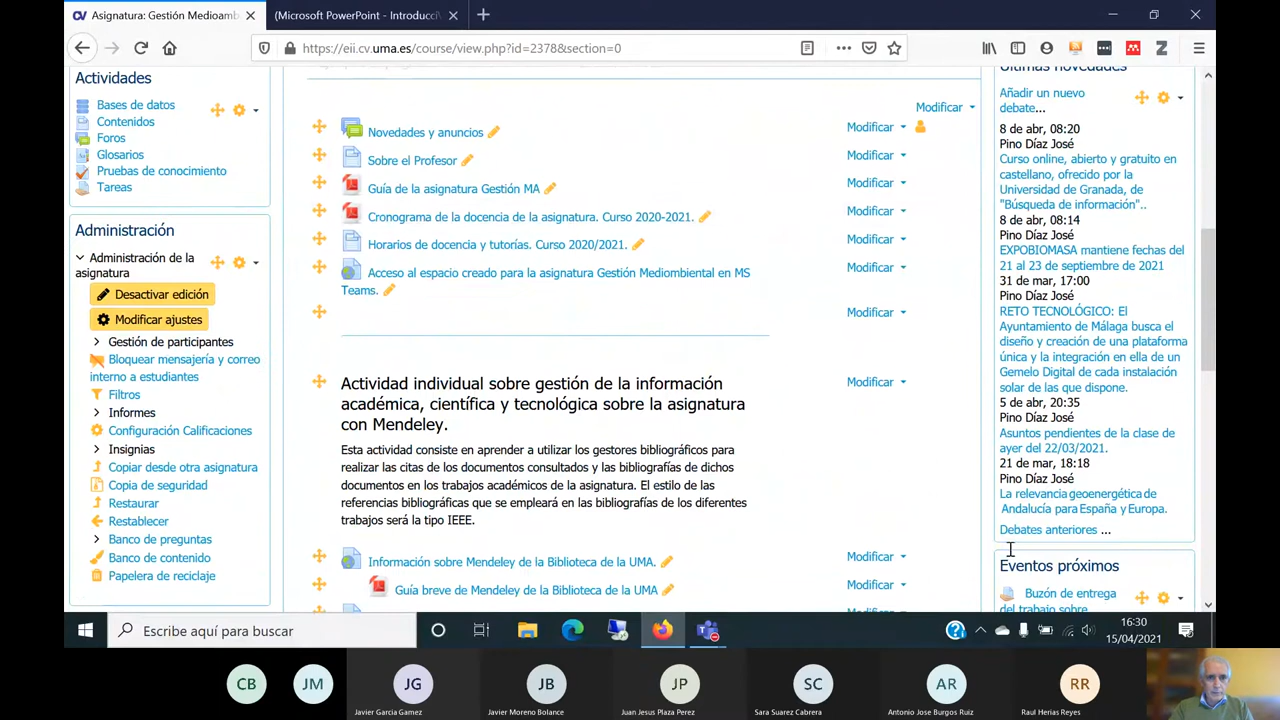 Asignatura: Gestión Medioamb
(Microsoft PowerPoint - Introducci
https://eii.cv.uma.es/course/view.php?id=2378&section=0
Actividades
Bases de datos
Contenidos
Foros
Glosarios
Pruebas de conocimiento
Tareas
Administración
Administración de la
asignatura
Desactivar edición
Modificar ajustes
Gestión de participantes
Bloquear mensajería y correo
interno a estudiantes
Filtros
Informes
Configuración Calificaciones
Insignias
Copiar desde otra asignatura
Copia de seguridad
Restaurar
Restablecer
Banco de preguntas
Banco de contenido
Papelera de reciclaje
Modificar
Novedades y anuncios
Modificar
Sobre el Profesor
Modificar
Guía de la asignatura Gestión MA
Modificar
Cronograma de la docencia de la asignatura. Curso 2020-2021.
Modificar
Horarios de docencia y tutorías. Curso 2020/2021.
Modificar
Acceso al espacio creado para la asignatura Gestión Mediombiental en MS
Teams.
Modificar
Modificar
Actividad individual sobre gestión de la información
académica, científica y tecnológica sobre la asignatura
con Mendeley.
Modificar
Esta actividad consiste en aprender a utilizar los gestores bibliográficos para
realizar las citas de los documentos consultados y las bibliografías de dichos
documentos en los trabajos académicos de la asignatura. El estilo de las
referencias bibliográficas que se emplearán en las bibliografías de los diferentes
trabajos será la tipo IEEE.
Información sobre Mendeley de la Biblioteca de la UMA.
Modificar
Guía breve de Mendeley de la Biblioteca de la UMA
Modificar
Modificar
Últimas novedades
Añadir un nuevo
debate...
8 de abr, 08:20
Pino Díaz José
Curso online, abierto y gratuito en
castellano, ofrecido por la
Universidad de Granada, de
"Búsqueda de información"..
8 de abr, 08:14
Pino Díaz José
EXPOBIOMASA mantiene fechas del
21 al 23 de septiembre de 2021
31 de mar, 17:00
Pino Díaz José
RETO TECNOLÓGICO: El
Ayuntamiento de Málaga busca el
diseño y creación de una plataforma
única y la integración en ella de un
Gemelo Digital de cada instalación
solar de las que dispone.
5 de abr, 20:35
Pino Díaz José
Asuntos pendientes de la clase de
ayer del 22/03/2021.
21 de mar, 18:18
Pino Díaz José
La relevancia geoenergética de
Andalucía para España y Europa.
Debates anteriores ...
Eventos próximos
Buzón de entrega
del trabajo sobre
Escribe aquí para buscar
16:30
15/04/2021
CB
JM
JG
Javier Garcia Gamez
JB
Javier Moreno Bolance
JP
Juan Jesus Plaza Perez
SC
Sara Suarez Cabrera
AR
Antonio Jose Burgos Ruiz
RR
Raul Herias Reyes